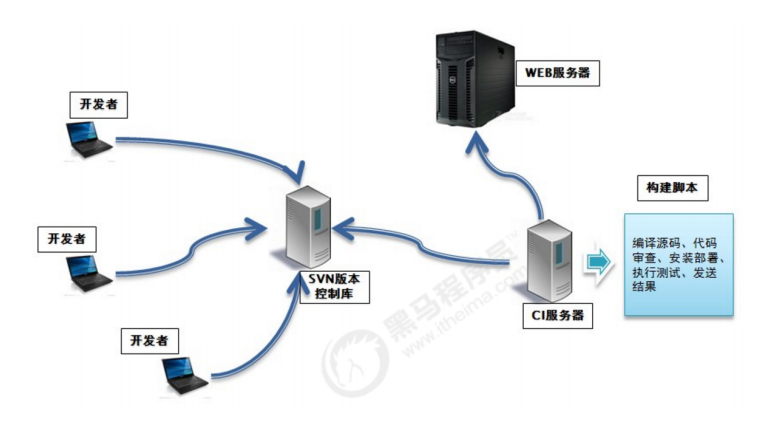 WEB服务器
开发者
构建脚本
开发者
编译源码、代码
审查、安装部署、
执行测试、发送
结果
SVN版本
控制库
CI服务器
开发者
黑马程序员™
www.itheima.com